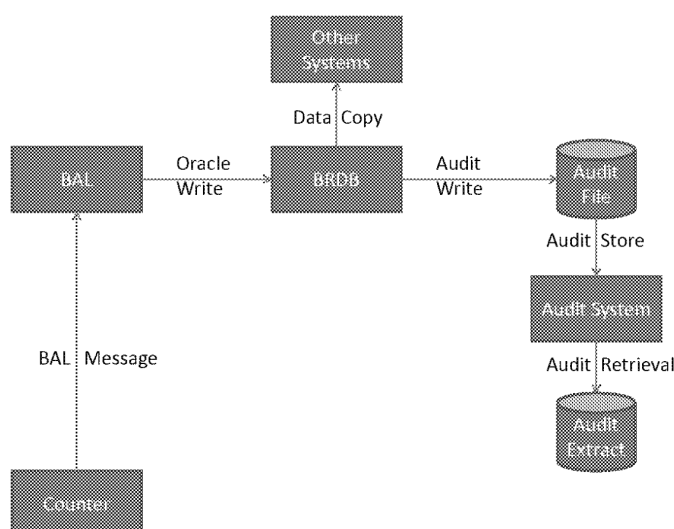 Other
Systems
Data Copy
BAL
Oracle
Write
BRDB
Audit
Write
Audit
File
Audit Store
Audit System
BAL Message
Audit Retrieval
Audit
Extract
Counter